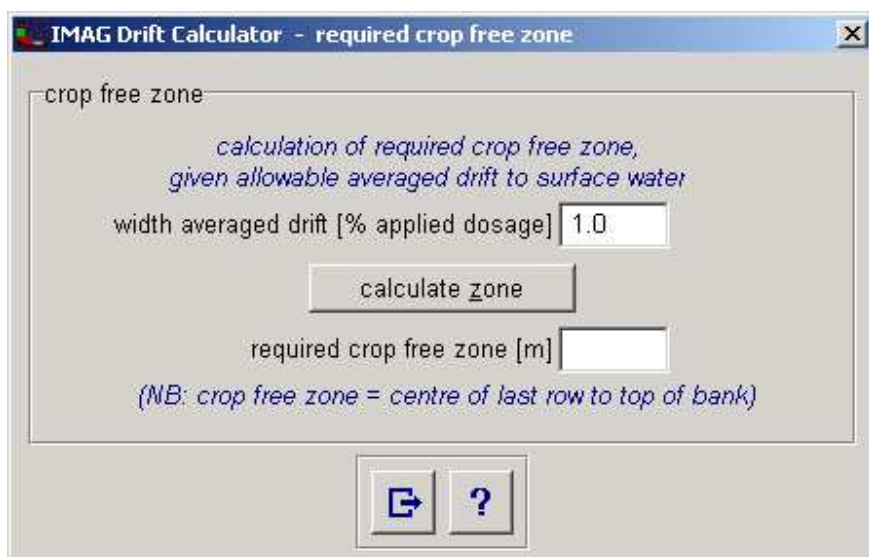 IMAG Drift Calculator - required crop free zone
crop free zone
calculation of required crop free zone,
given allowable averaged drift to surface water
width averaged drift [% applied dosage] 1.0
calculate zone
required crop free zone [m]
(NB: crop free zone = centre of last row to top of bank)
?